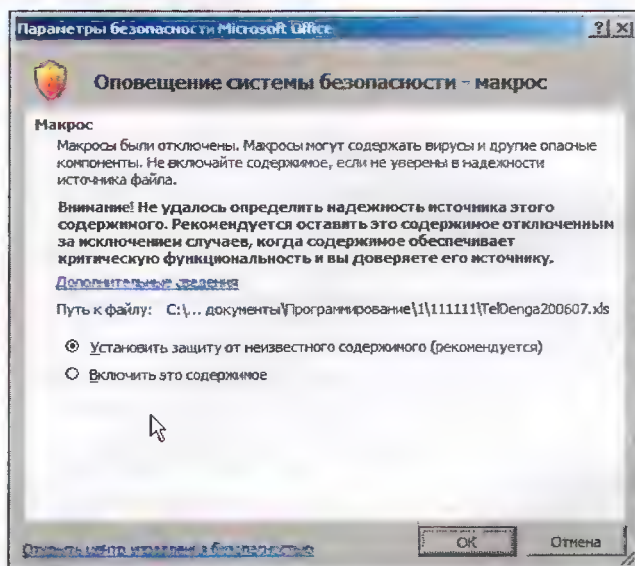 Параметры безопасности Microsoft Office
Оповещение системы безопасности - макрос
Макрос
Макросы были отключены. Макросы могут содержать вирусы и другие опасные
компоненты. Не включайте содержимое, если не уверены в надежности
источника файла.
Внимание! Не удалось определить надежность источника этого
содержимого. Рекомендуется оставить это содержимое отключенным
за исключением случаев, когда содержимое обеспечивает
критическую функциональность и вы доверяете его источнику.
Дополнительные сведения
Путь к файлу: C:\... документы\Программирование\1\111111\TelDenga200607.xls
Установить защиту от неизвестного содержимого (рекомендуется)
Включить это содержимое
Открыть центр управления безопасностью
OK
Отмена